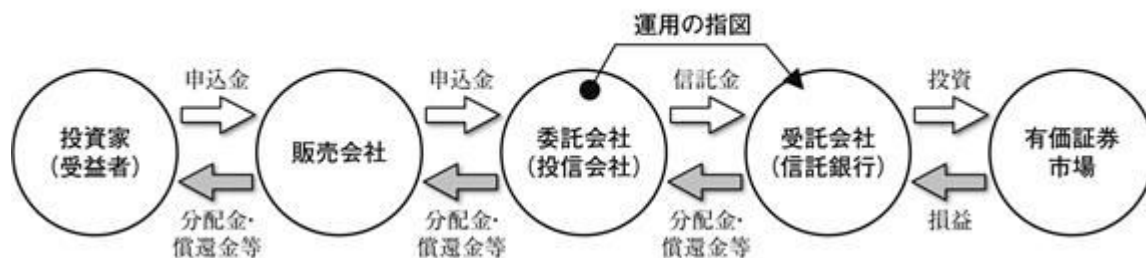 運用の指図
申込金
申込金
信託金
投資
投資家
(受益者)
販売会社
委託会社
(投信会社)
受託会社
(信託銀行)
有価証券
市場
分配金・
償還金等
分配金・
償還金等
分配金・
償還金等
損益